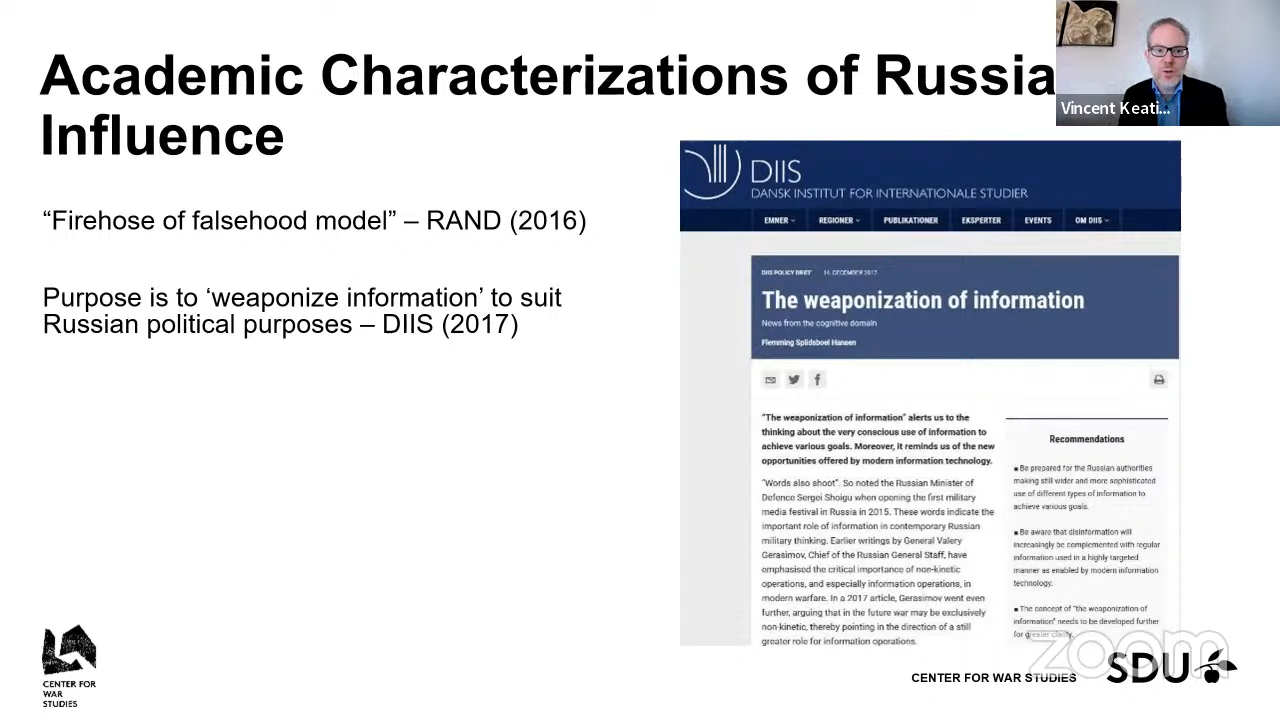 Academic Characterizations of Russia
Influence
Vincent Keati...
“Firehose of falsehood model” – RAND (2016)
Purpose is to ‘weaponize information’ to suit
Russian political purposes – DIIS (2017)
DIIS
DANSK INSTITUT FOR INTERNATIONALE STUDIER
EMNER
REGIONER
PUBLIKATIONER
EKSPERTER
EVENTS
OM DIIS
DIIS POLICY BRIEF 14. DECEMBER 2017
The weaponization of information
News from the cognitive domain
Flemming Splidsboel Hansen
"The weaponization of information" alerts us to the
thinking about the very conscious use of information to
achieve various goals. Moreover, it reminds us of the new
opportunities offered by modern information technology.
"Words also shoot". So noted the Russian Minister of
Defence Sergei Shoigu when opening the first military
media festival in Russia in 2015. These words indicate the
important role of information in contemporary Russian
military thinking. Earlier writings by General Valery
Gerasimov, Chief of the Russian General Staff, have
emphasised the critical importance of non-kinetic
operations, and especially information operations, in
modern warfare. In a 2017 article, Gerasimov went even
further, arguing that in the future war may be exclusively
non-kinetic, thereby pointing in the direction of a still
greater role for information operations.
Recommendations
■ Be prepared for the Russian authorities
making still wider and more sophisticated
use of different types of information to
achieve various goals.
■ Be aware that disinformation will
increasingly be complemented with regular
information used in a highly targeted
manner as enabled by modern information
technology.
■ The concept of "the weaponization of
information" needs to be developed further
for greater clarity.
zoom
CENTER FOR
WAR
STUDIES
CENTER FOR WAR STUDIES
SDU